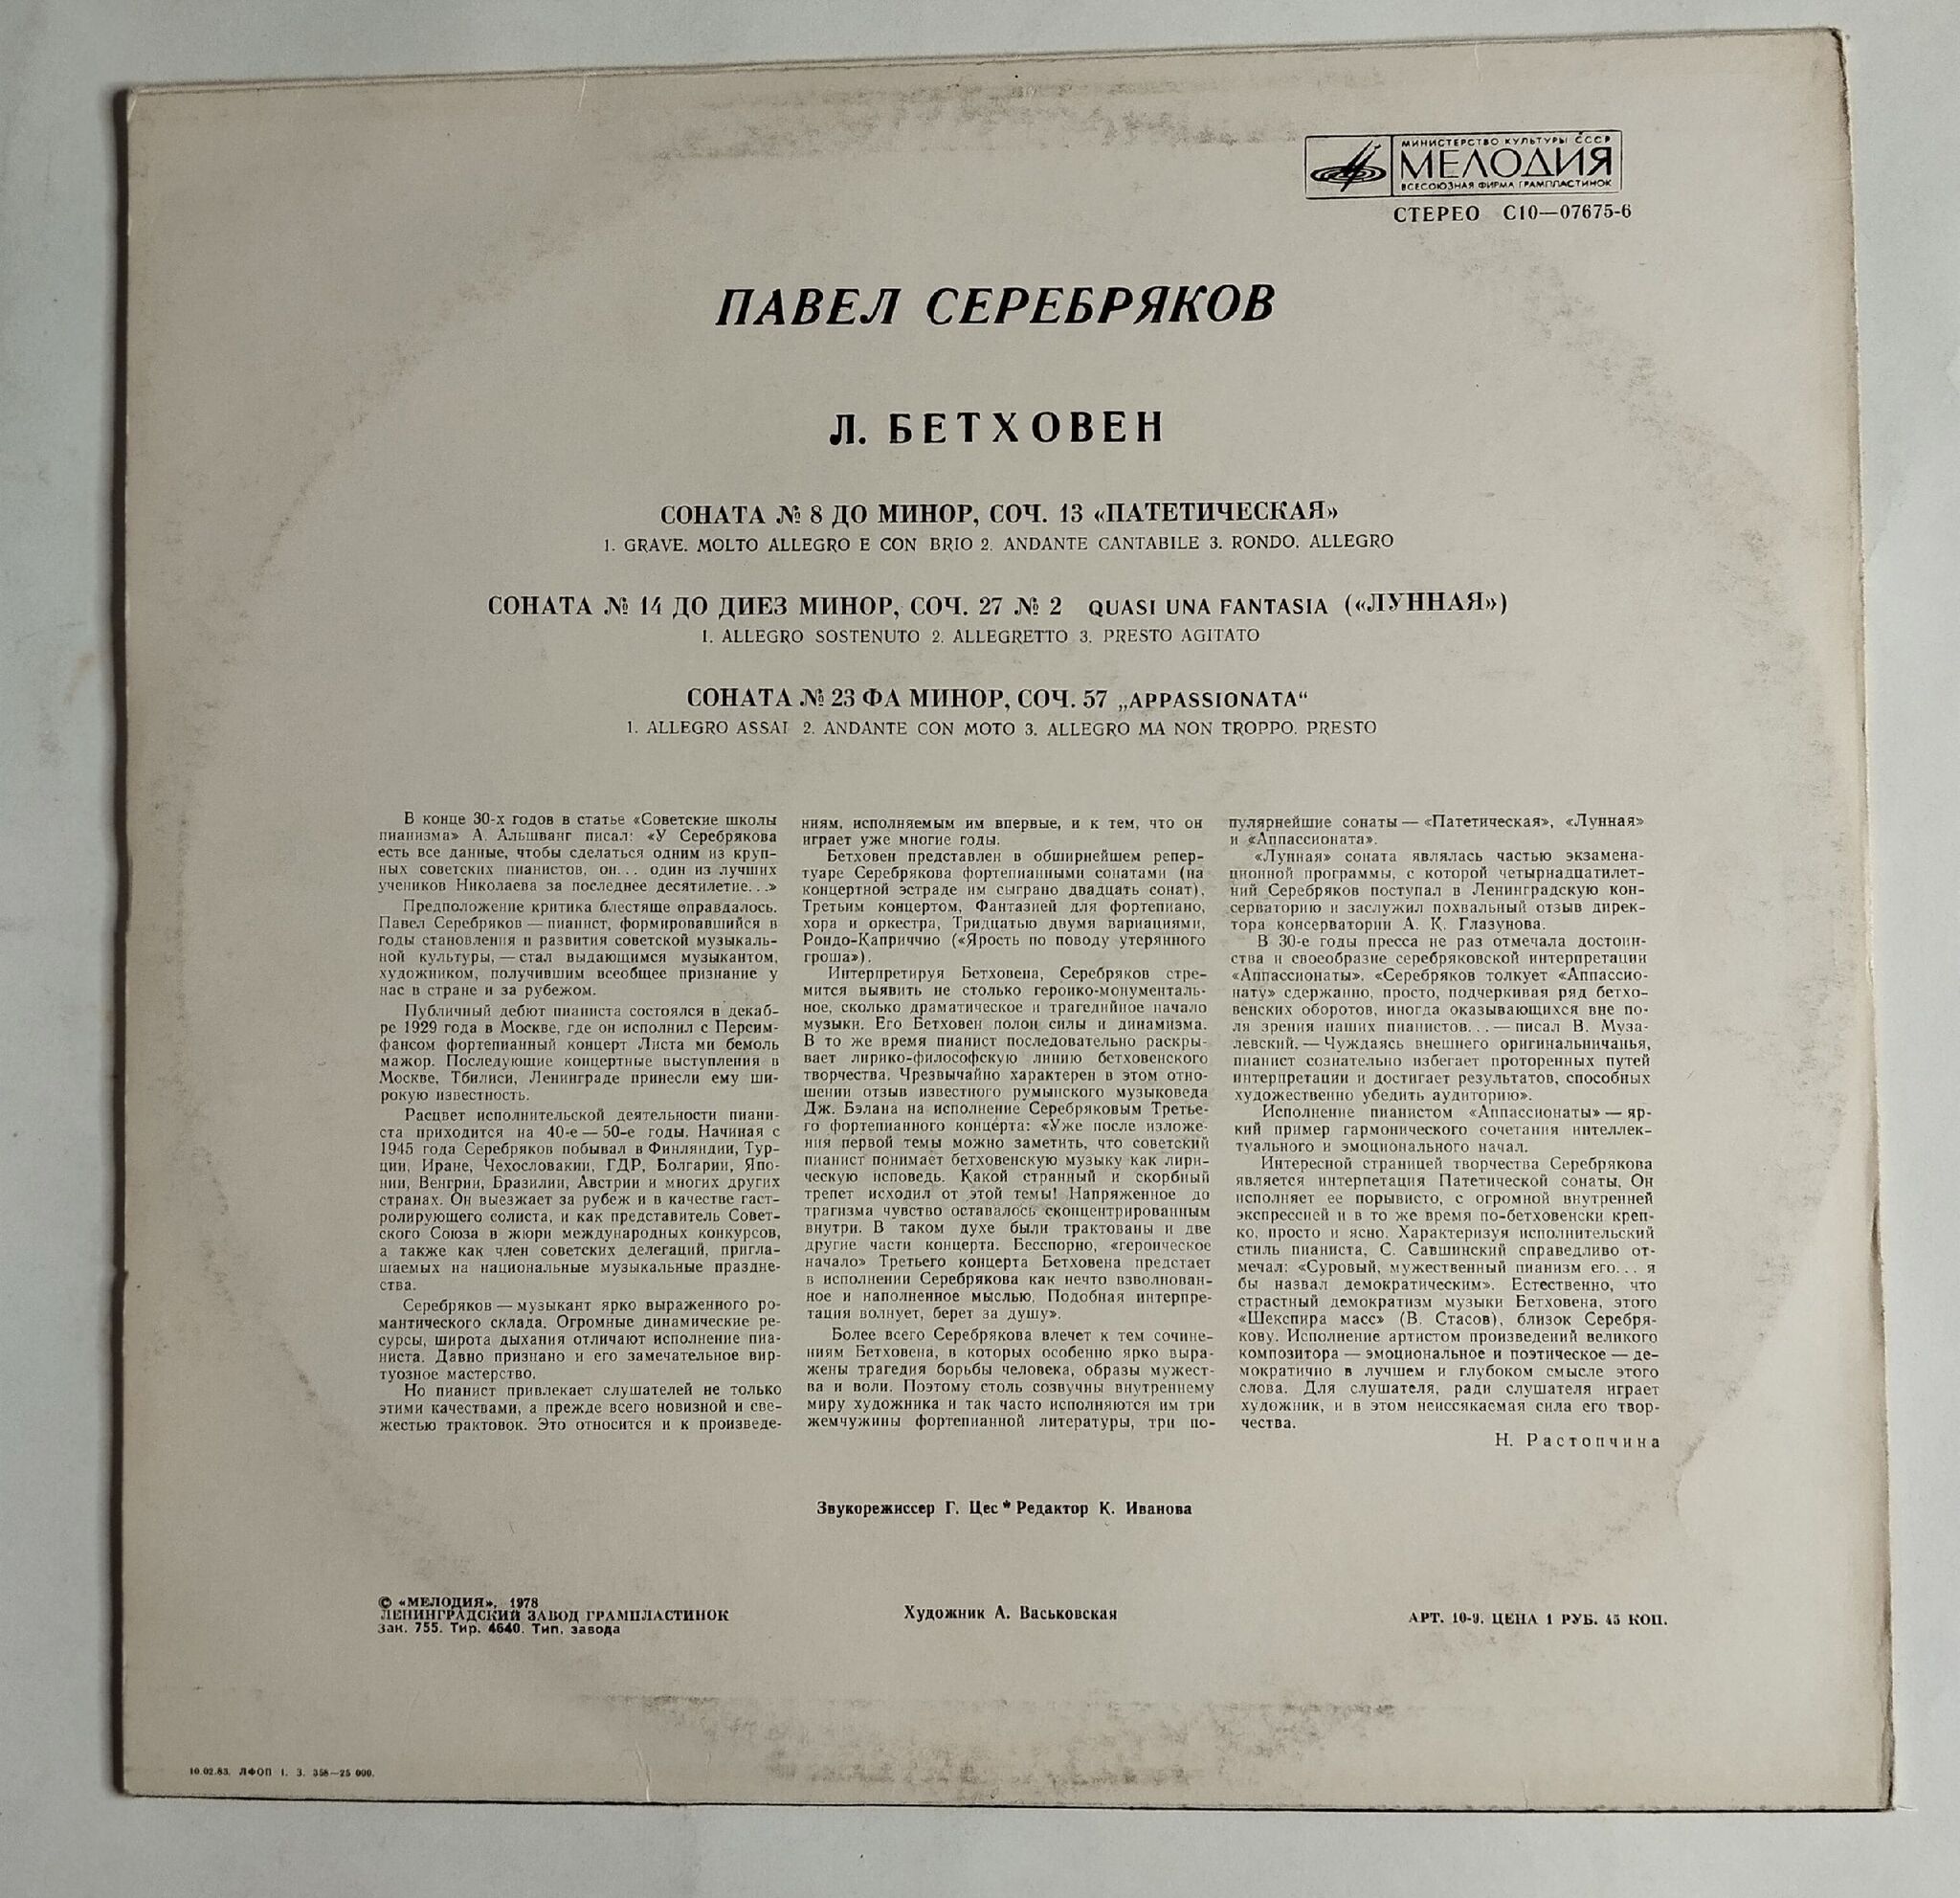 МИНИСТЕРСТВО КУЛЬТУРЫ СССР
МЕЛОДИЯ
ВСЕСОЮЗНАЯ ФИРМА ГРАМПЛАСТИНОК
СТЕРЕО С10—07675-6
ПАВЕЛ СЕРЕБРЯКОВ
Л. БЕТХОВЕН
СОНАТА № 8 ДО МИНОР, СОЧ. 13 «ПАТЕТИЧЕСКАЯ»
1. GRAVE. MOLTO ALLEGRO E CON BRIO 2. ANDANTE CANTABILE 3. RONDO. ALLEGRO
СОНАТА № 14 ДО ДИЕЗ МИНОР, СОЧ. 27 № 2 QUASI UNA FANTASIA («ЛУННАЯ»)
1. ALLEGRO SOSTENUTO 2. ALLEGRETTO 3. PRESTO AGITATO
СОНАТА № 23 ФА МИНОР, СОЧ. 57 „APPASSIONATA“
1. ALLEGRO ASSAI 2. ANDANTE CON MOTO 3. ALLEGRO MA NON TROPPO. PRESTO
В конце 30-х годов в статье «Советские школы
пианизма» А. Альшванг писал: «У Серебрякова
есть все данные, чтобы сделаться одним из круп-
ных советских пианистов, он... один из лучших
учеников Николаева за последнее десятилетие...»
Предположение критика блестяще оправдалось.
Павел Серебряков — пианист, формировавшийся в
годы становления и развития советской музыкаль-
ной культуры, — стал выдающимся музыкантом,
художником, получившим всеобщее признание у
нас в стране и за рубежом.
Публичный дебют пианиста состоялся в декаб-
ре 1929 года в Москве, где он исполнил с Персим-
фансом фортепианный концерт Листа ми бемоль
мажор. Последующие концертные выступления в
Москве, Тбилиси, Ленинграде принесли ему ши-
рокую известность.
Расцвет исполнительской деятельности пиани-
ста приходится на 40-е — 50-е годы. Начиная с
1945 года Серебряков побывал в Финляндии, Тур-
ции, Иране, Чехословакии, ГДР, Болгарии, Япо-
нии, Венгрии, Бразилии, Австрии и многих других
странах. Он выезжает за рубеж и в качестве гаст-
ролирующего солиста, и как представитель Совет-
ского Союза в жюри международных конкурсов,
а также как член советских делегаций, пригла-
шаемых на национальные музыкальные праздне-
ства.
Серебряков — музыкант ярко выраженного ро-
мантического склада. Огромные динамические ре-
сурсы, широта дыхания отличают исполнение пиа-
ниста. Давно признано и его замечательное вир-
туозное мастерство.
Но пианист привлекает слушателей не только
этими качествами, а прежде всего новизной и све-
жестью трактовок. Это относится и к произведе-
ниям, исполняемым им впервые, и к тем, что он
играет уже многие годы.
Бетховен представлен в обширнейшем репер-
туаре Серебрякова фортепианными сонатами (на
концертной эстраде им сыграно двадцать сонат),
Третьим концертом, Фантазией для фортепиано,
хора и оркестра, Тридцатью двумя вариациями,
Рондо-Каприччио («Ярость по поводу утерянного
гроша»).
Интерпретируя Бетховена, Серебряков стре-
мится выявить не столько героико-монументаль-
ное, сколько драматическое и трагедийное начало
музыки. Его Бетховен полон силы и динамизма.
В то же время пианист последовательно раскры-
вает лирико-философскую линию бетховенского
творчества. Чрезвычайно характерен в этом отно-
шении отзыв известного румынского музыковеда
Дж. Бэлана на исполнение Серебряковым Третье-
го фортепианного концерта: «Уже после изложе-
ния первой темы можно заметить, что советский
пианист понимает бетховенскую музыку как лири-
ческую исповедь. Какой странный и скорбный
трепет исходил от этой темы! Напряженное до
трагизма чувство оставалось сконцентрированным
внутри. В таком духе были трактованы и две
другие части концерта. Бесспорно, «героическое
начало» Третьего концерта Бетховена предстает
в исполнении Серебрякова как нечто взволнован-
ное и наполненное мыслью. Подобная интерпре-
тация волнует, берет за душу».
Более всего Серебрякова влечет к тем сочине-
ниям Бетховена, в которых особенно ярко выра-
жены трагедия борьбы человека, образы мужест-
ва и воли. Поэтому столь созвучны внутреннему
миру художника и так часто исполняются им три
жемчужины фортепианной литературы, три по-
пулярнейшие сонаты — «Патетическая», «Лунная»
и «Аппассионата».
«Лунная» соната являлась частью экзамена-
ционной программы, с которой четырнадцатилет-
ний Серебряков поступал в Ленинградскую кон-
серваторию и заслужил похвальный отзыв дирек-
тора консерватории А. К. Глазунова.
В 30-е годы пресса не раз отмечала достоин-
ства и своеобразие серебряковской интерпретации
«Аппассионаты». «Серебряков толкует «Аппассио-
нату» сдержанно, просто, подчеркивая ряд бетхо-
венских оборотов, иногда оказывающихся вне по-
ля зрения наших пианистов... — писал В. Муза-
левский. — Чуждаясь внешнего оригинальничанья,
пианист сознательно избегает проторенных путей
интерпретации и достигает результатов, способных
художественно убедить аудиторию».
Исполнение пианистом «Аппассионаты» — яр-
кий пример гармонического сочетания интеллек-
туального и эмоционального начал.
Интересной страницей творчества Серебрякова
является интерпетация Патетической сонаты. Он
исполняет ее порывисто, с огромной внутренней
экспрессией и в то же время по-бетховенски креп-
ко, просто и ясно. Характеризуя исполнительский
стиль пианиста, С. Савшинский справедливо от-
мечал: «Суровый, мужественный пианизм его... я
бы назвал демократическим». Естественно, что
страстный демократизм музыки Бетховена, этого
«Шекспира масс» (В. Стасов), близок Серебря-
кову. Исполнение артистом произведений великого
композитора — эмоциональное и поэтическое — де-
мократично в лучшем и глубоком смысле этого
слова. Для слушателя, ради слушателя играет
художник, и в этом неиссякаемая сила его твор-
чества.
Н. Растопчина
Звукорежиссер Г. Цес * Редактор К. Иванова
© «МЕЛОДИЯ», 1978
ЛЕНИНГРАДСКИЙ ЗАВОД ГРАМПЛАСТИНОК
Зак. 755. Тир. 4640. Тип. завода
Художник А. Васьковская
АРТ. 10-9. ЦЕНА 1 РУБ. 45 КОП.
10.02.83. ЛФОП 1. З. 358—25 000.